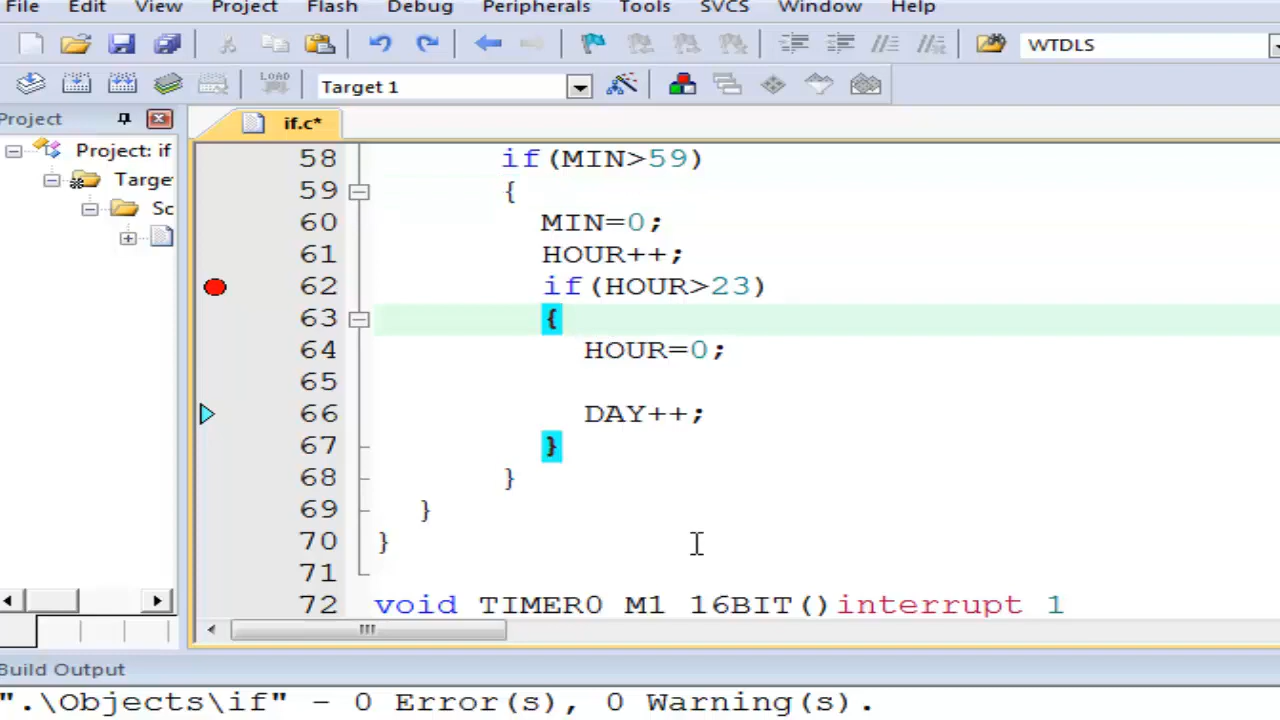 File Edit View Project Flash Debug Peripherals Tools SVCS Window Help
WTDLS
LOAD
Target 1
Project
if.c*
Project: if
Targe
Sc
58 if(MIN>59)
59 {
60 MIN=0;
61 HOUR++;
62 if(HOUR>23)
63 {
64 HOUR=0;
65
66 DAY++;
67 }
68 }
69 }
70 }
71
72 void TIMER0 M1 16BIT()interrupt 1
Build Output
".\Objects\if" - 0 Error(s), 0 Warning(s).